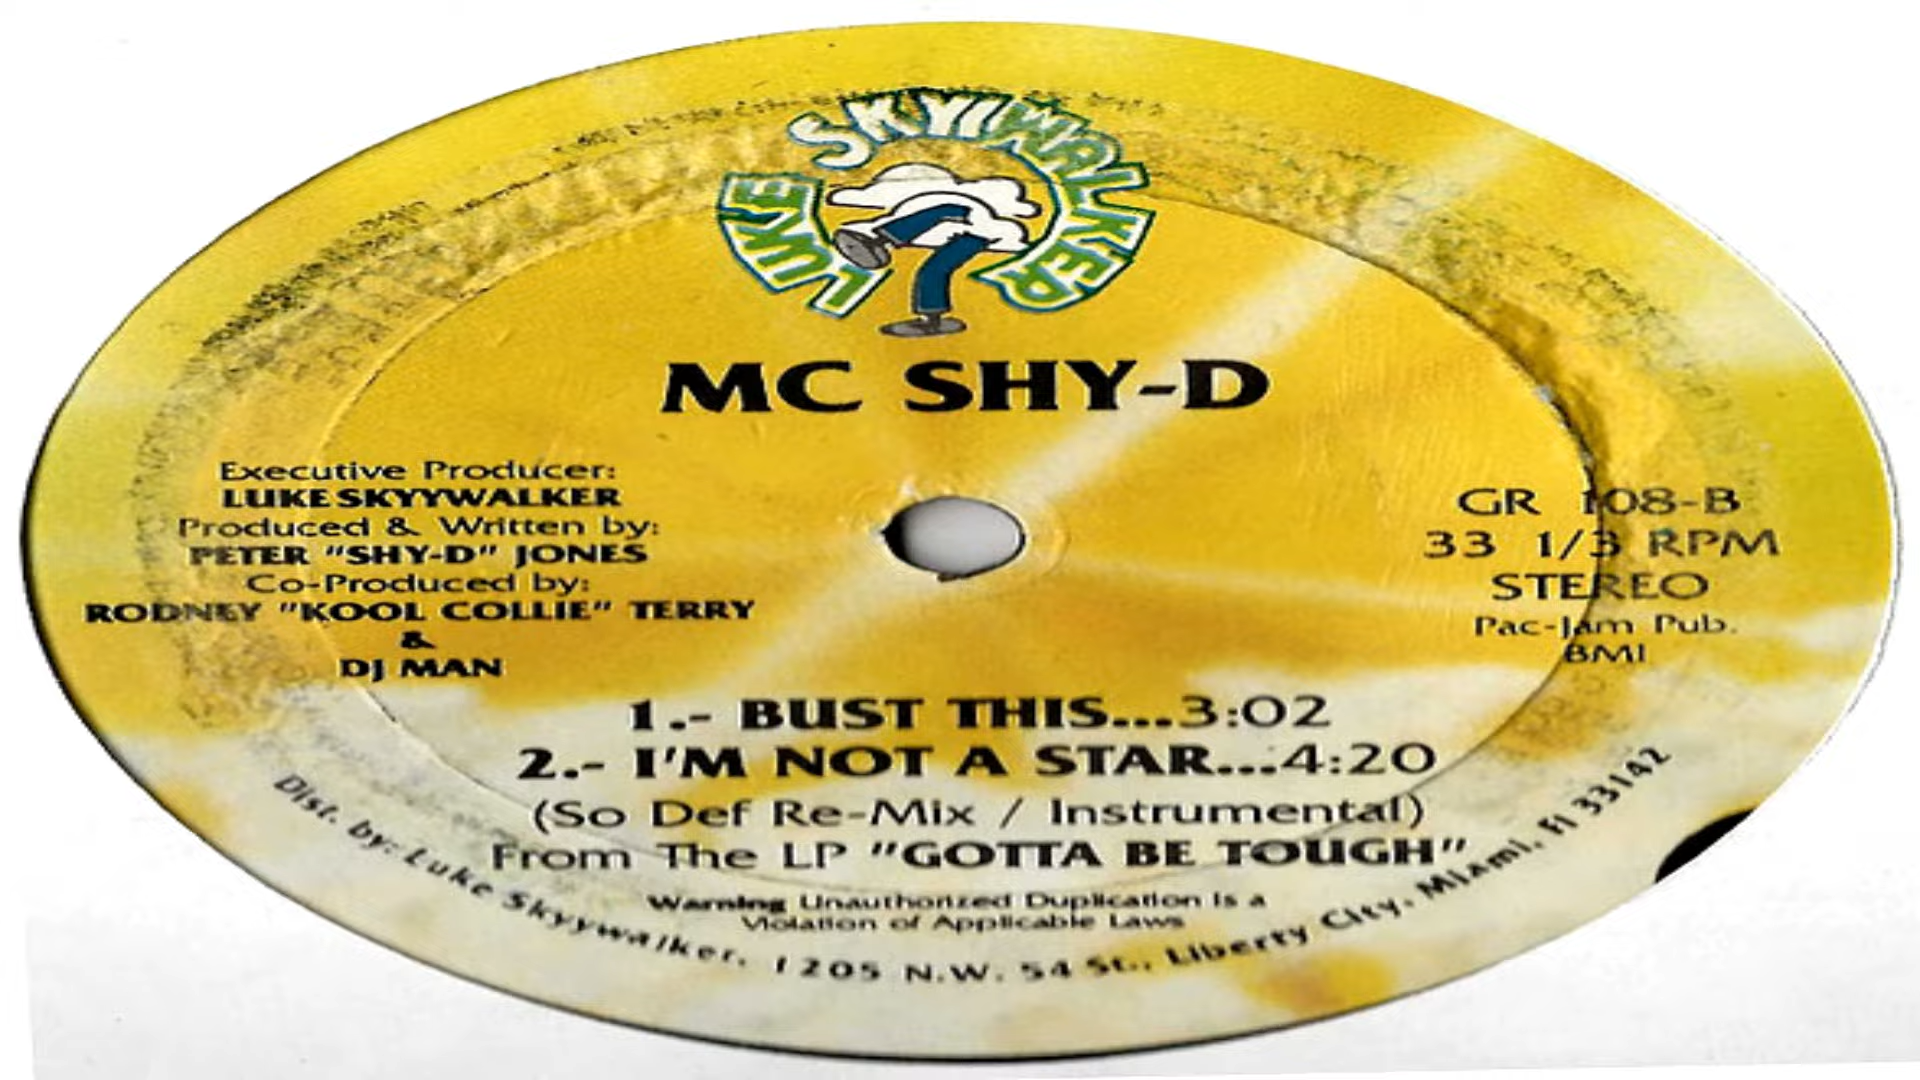 LUKE SKYYWALKER
MC SHY-D
Executive Producer:
LUKE SKYYWALKER
Produced & Written by:
PETER "SHY-D" JONES
Co-Produced by:
RODNEY "KOOL COLLIE" TERRY
&
DJ MAN
GR 108-B
33 1/3 RPM
STEREO
Pac-Jam Pub.
BMI
1.- BUST THIS...3:02
2.- I'M NOT A STAR...4:20
(So Def Re-Mix / Instrumental)
From The LP "GOTTA BE TOUGH"
Warning Unauthorized Duplication Is a
Violation of Applicable Laws
Dist. by: Luke Skyywalker. 1205 N.W. 54 St., Liberty City, Miami, Fl 33142